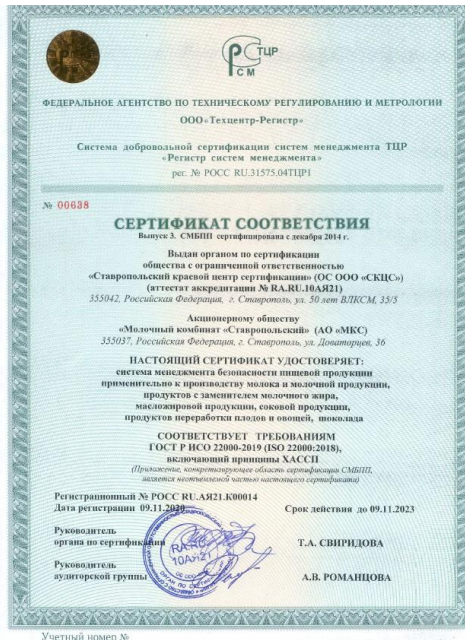 РС ТЦР
СМ
ФЕДЕРАЛЬНОЕ АГЕНТСТВО ПО ТЕХНИЧЕСКОМУ РЕГУЛИРОВАНИЮ И МЕТРОЛОГИИ
ООО«Техцентр-Регистр»
Система добровольной сертификации систем менеджмента ТЦР
«Регистр систем менеджмента»
рег. № РОСС RU.31575.04ТЦР1
№ 00638
СЕРТИФИКАТ СООТВЕТСТВИЯ
Выпуск 3. СМБПП сертифицирована с декабря 2014 г.
Выдан органом по сертификации
общества с ограниченной ответственностью
«Ставропольский краевой центр сертификации» (ОС ООО «СКЦС»)
(аттестат аккредитации № RA.RU.10АЯ21)
355042, Российская Федерация, г. Ставрополь, ул. 50 лет ВЛКСМ, 35/3
Акционерному обществу
«Молочный комбинат «Ставропольский» (АО «МКС)
355037, Российская Федерация, г. Ставрополь, ул. Доваторцев, 36
НАСТОЯЩИЙ СЕРТИФИКАТ УДОСТОВЕРЯЕТ:
система менеджмента безопасности пищевой продукции
применительно к производству молока и молочной продукции,
продуктов с заменителем молочного жира,
масложировой продукции, соковой продукции,
продуктов переработки плодов и овощей, шоколада
СООТВЕТСТВУЕТ ТРЕБОВАНИЯМ
ГОСТ Р ИСО 22000-2019 (ISO 22000:2018),
включающий принципы ХАССП
(Приложение, конкретизирующее область сертификации СМБПП,
является неотъемлемой частью настоящего сертификата)
Регистрационный № РОСС RU.АЯ21.К00014
Дата регистрации 09.11.2020 Срок действия до 09.11.2023
Руководитель
органа по сертификации Т.А. СВИРИДОВА
RA.RU.
10АЯ21
Руководитель
аудиторской группы А.В. РОМАНЦОВА
Учетный номер №